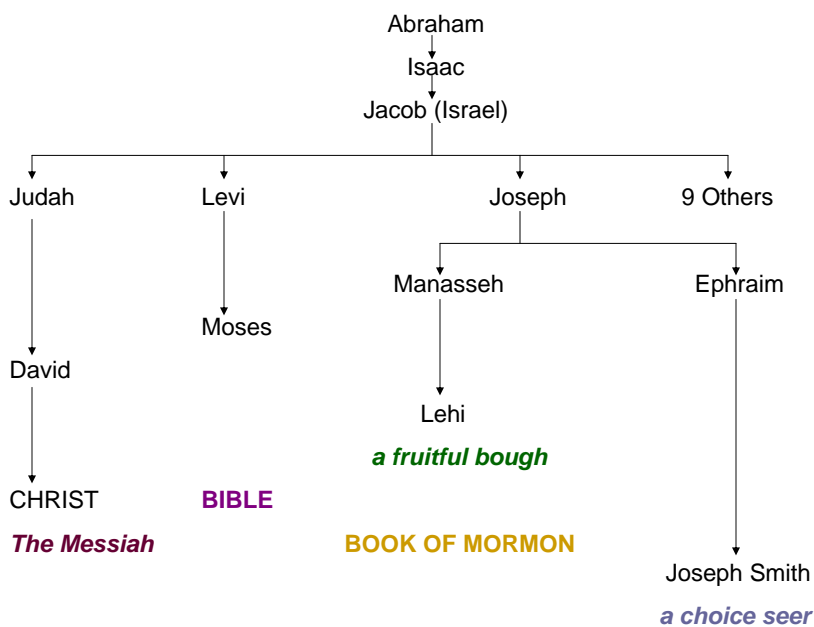 Abraham
Isaac
Jacob (Israel)
Judah Levi Joseph 9 Others
Manasseh Ephraim
Moses
David
Lehi
a fruitful bough
CHRIST BIBLE
The Messiah BOOK OF MORMON
Joseph Smith
a choice seer